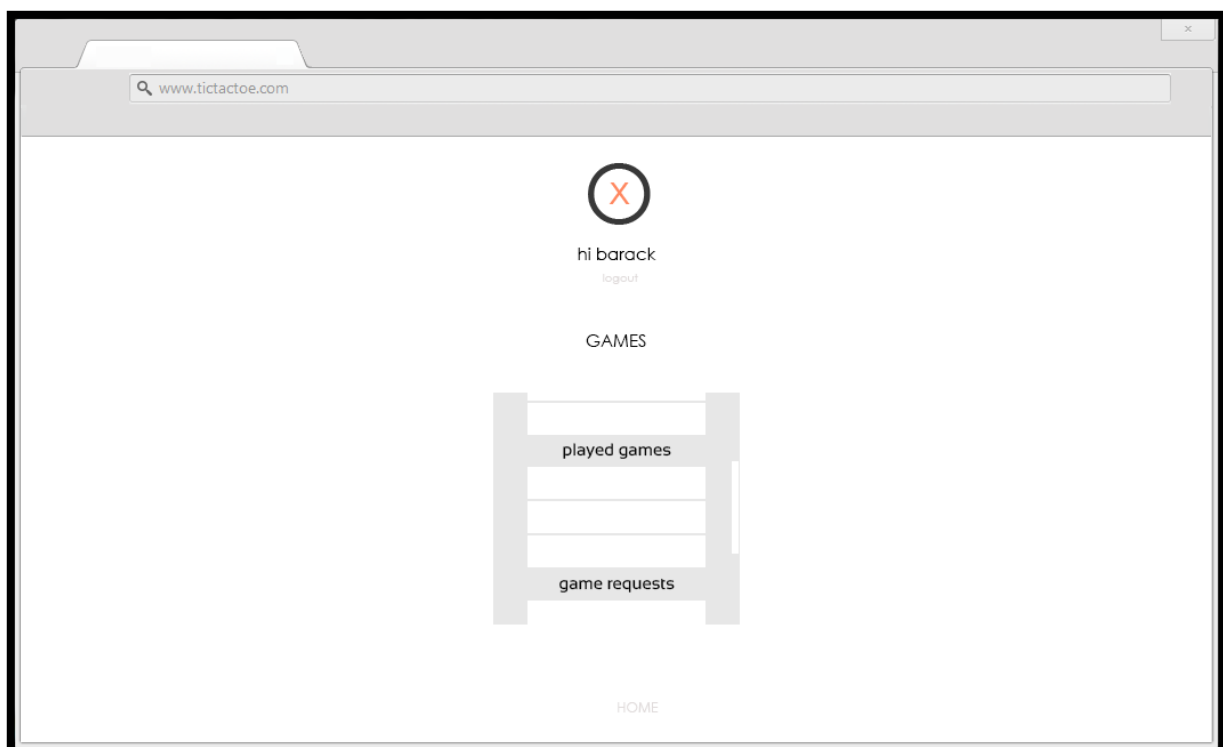 ×
www.tictactoe.com
X
hi barack
logout
GAMES
played games
game requests
HOME